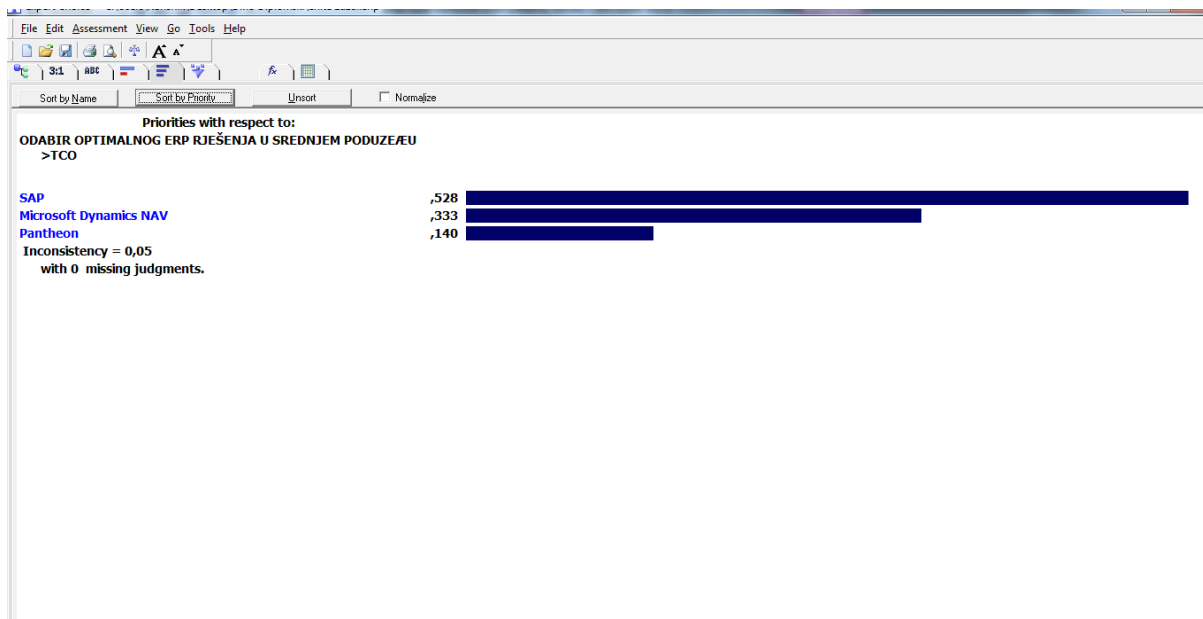 File Edit Assessment View Go Tools Help
A A
3:1 ABC fx
Sort by Name Sort by Priority Unsort Normalize
Priorities with respect to:
ODABIR OPTIMALNOG ERP RJEŠENJA U SREDNJEM PODUZEÆU
>TCO
SAP ,528
Microsoft Dynamics NAV ,333
Pantheon ,140
Inconsistency = 0,05
with 0 missing judgments.